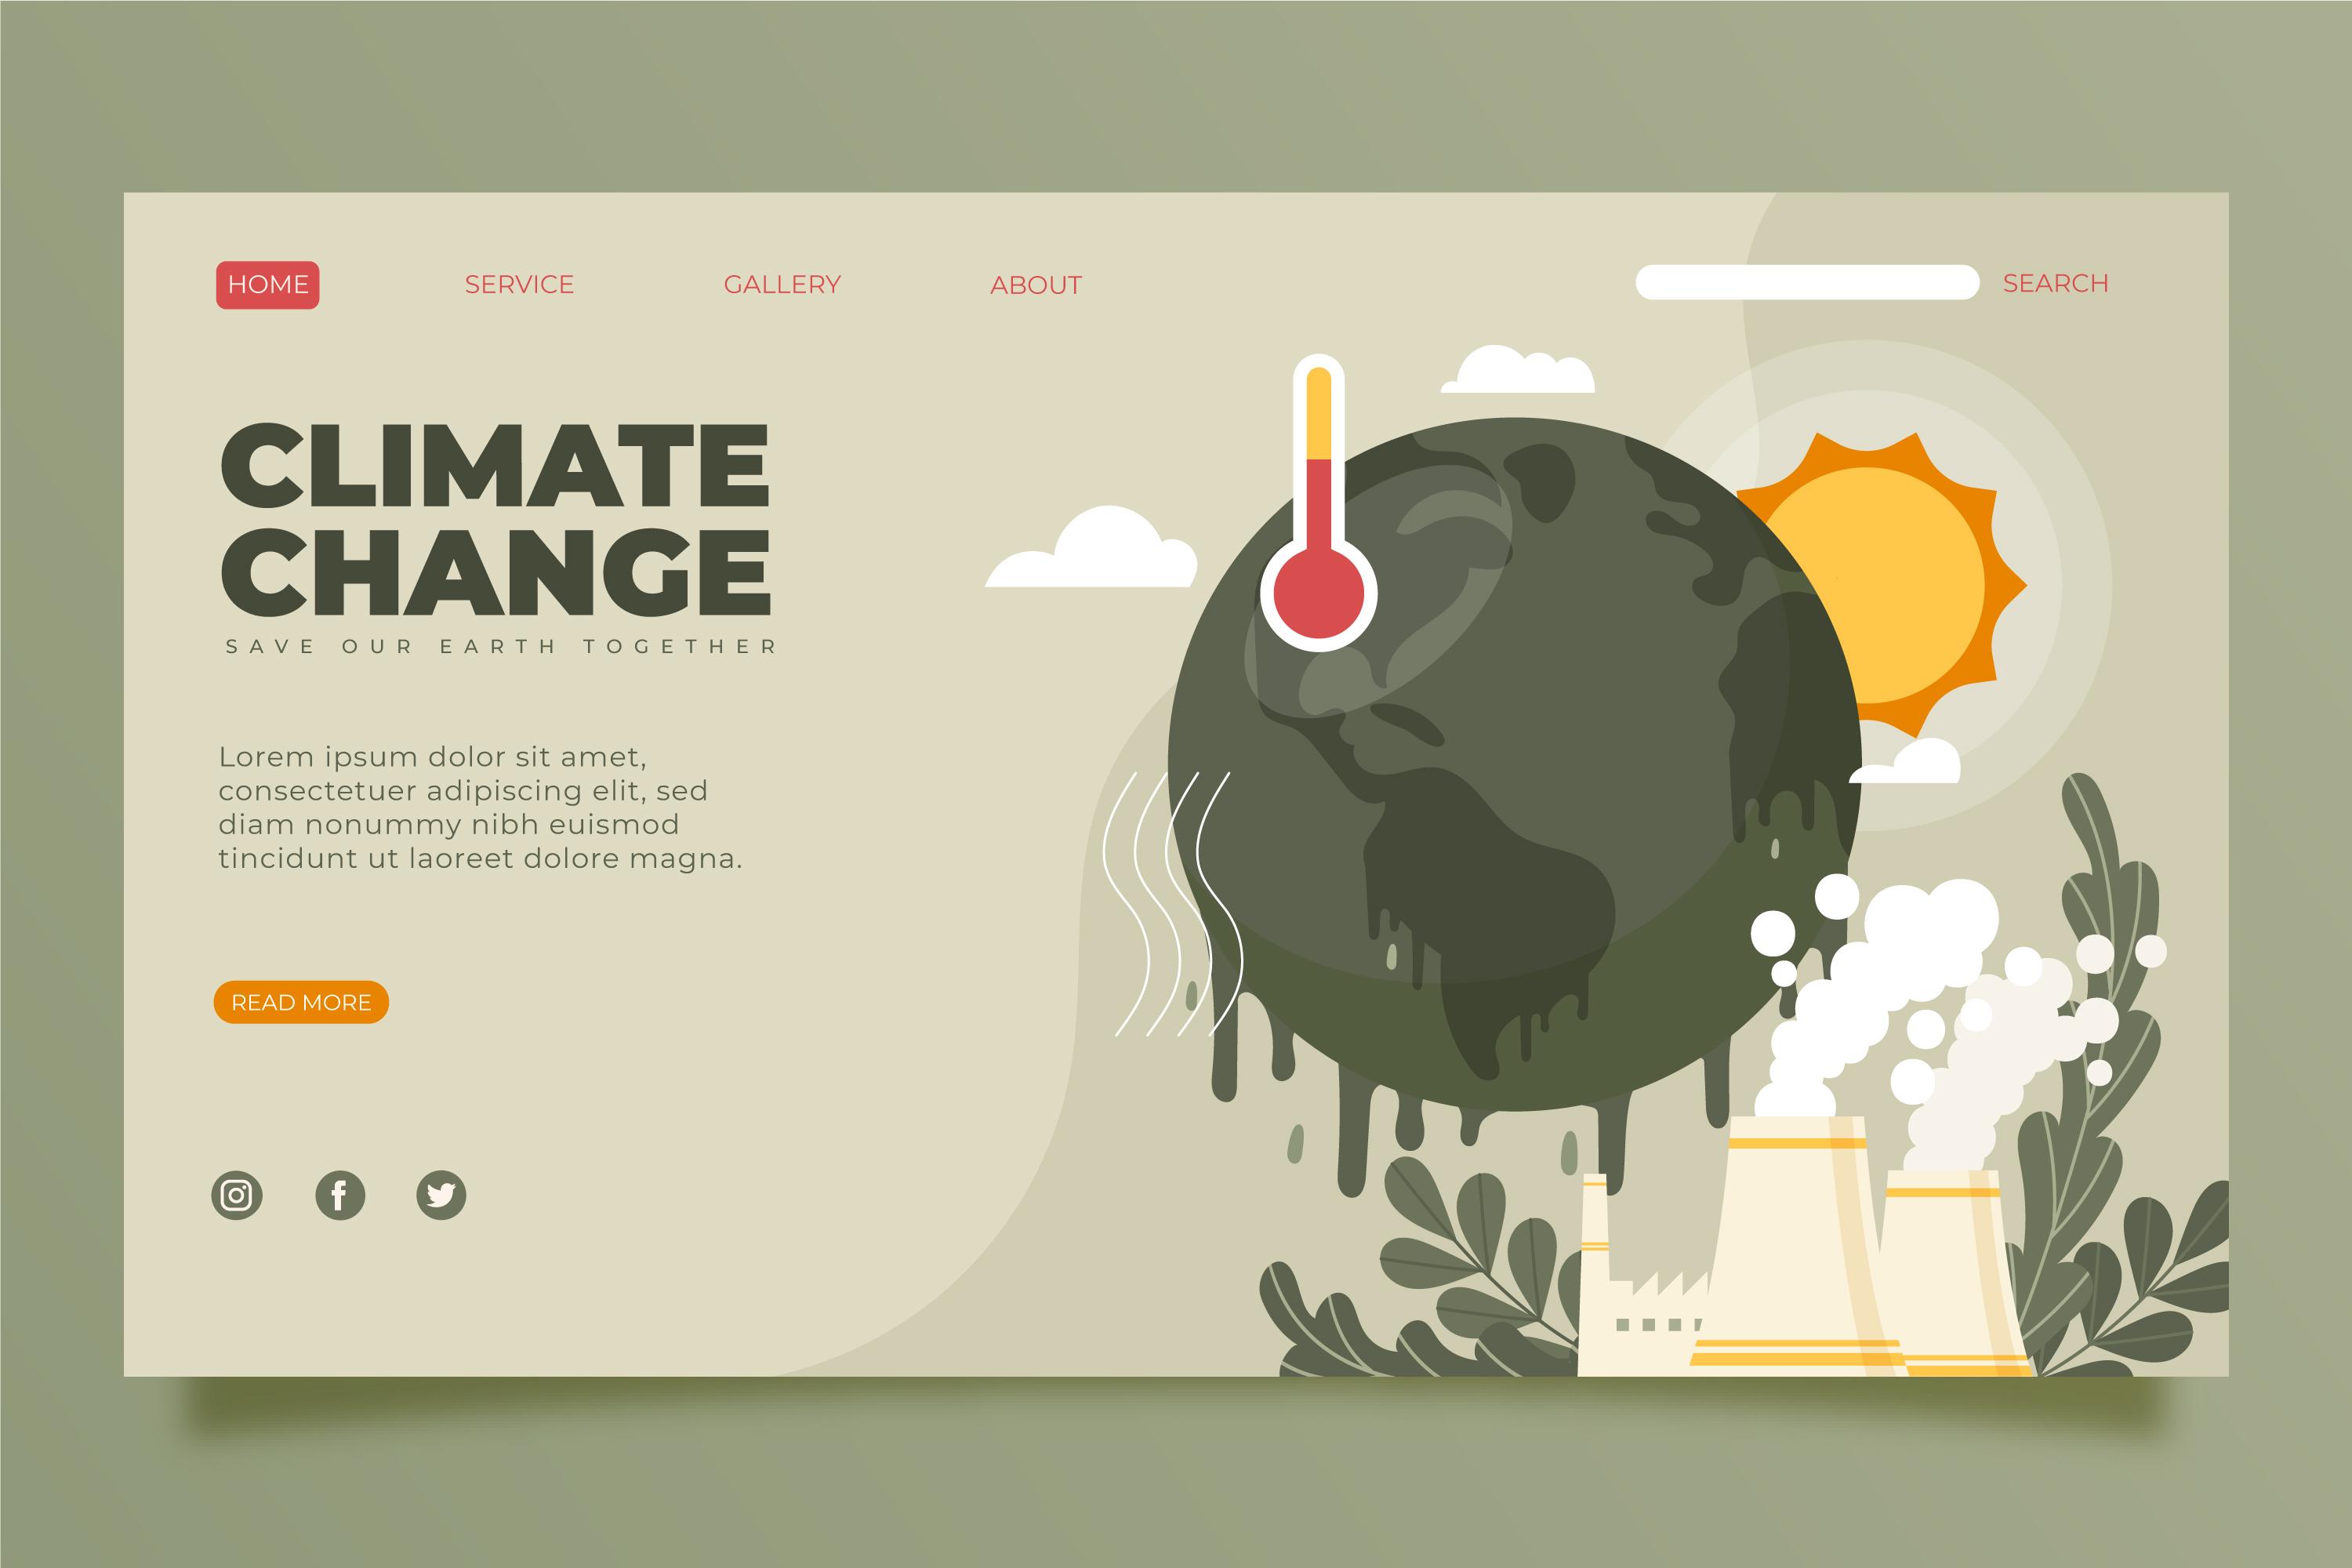 HOME
SERVICE
GALLERY
ABOUT
SEARCH
CLIMATE
CHANGE
SAVE OUR EARTH TOGETHER
Lorem ipsum dolor sit amet,
consectetuer adipiscing elit, sed
diam nonummy nibh euismod
tincidunt ut laoreet dolore magna.
READ MORE